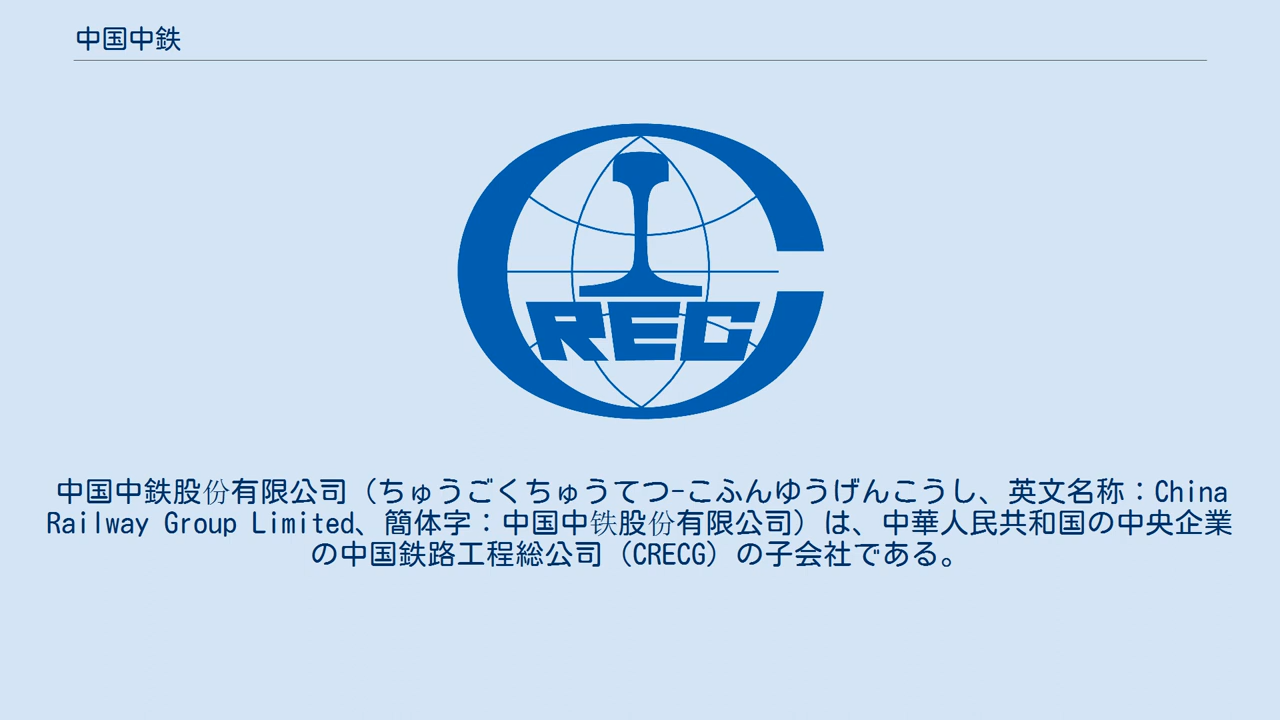 中国中鉄
CREC
中国中鉄股份有限公司（ちゅうごくちゅうてつ-こふんゆうげんこうし、英文名称：China
Railway Group Limited、簡体字：中国中铁股份有限公司）は、中華人民共和国の中央企業
の中国鉄路工程総公司（CRECG）の子会社である。